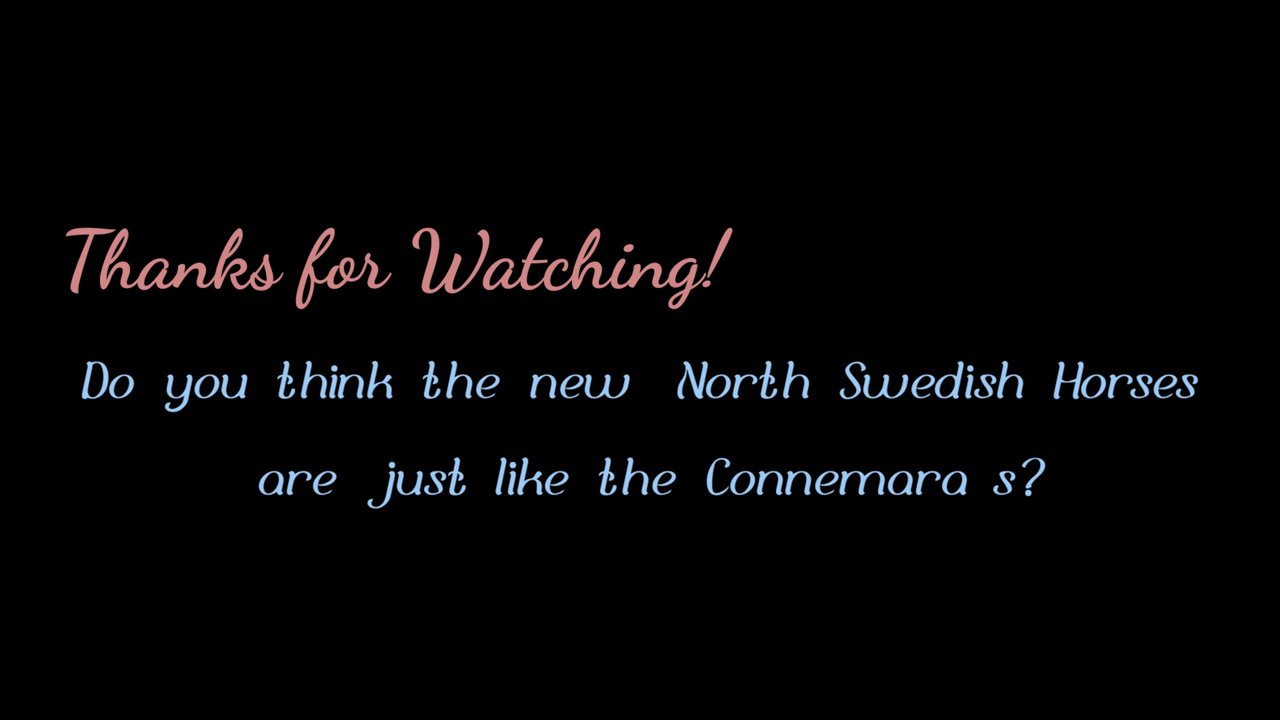 Thanks for Watching!
Do you think the new North Swedish Horses
are just like the Connemara s?